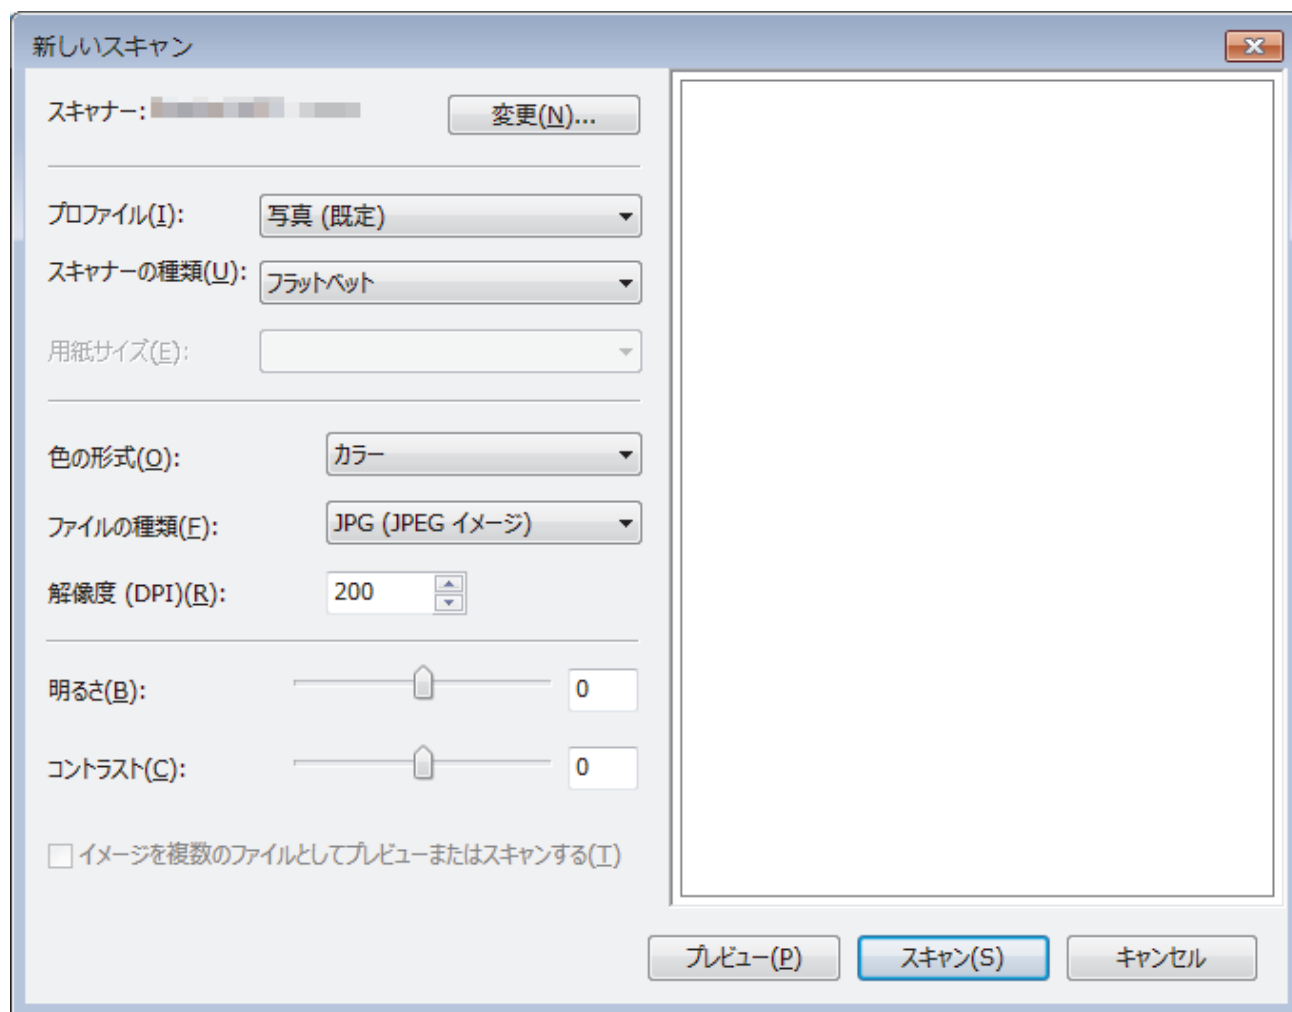 新しいスキャン
スキャナー:
変更(N)...
プロファイル(I): 写真 (既定)
スキャナーの種類(U): フラットベット
用紙サイズ(E):
色の形式(O): カラー
ファイルの種類(F): JPG (JPEG イメージ)
解像度 (DPI)(R): 200
明るさ(B): 0
コントラスト(C): 0
イメージを複数のファイルとしてプレビューまたはスキャンする(T)
プレビュー(P) スキャン(S) キャンセル